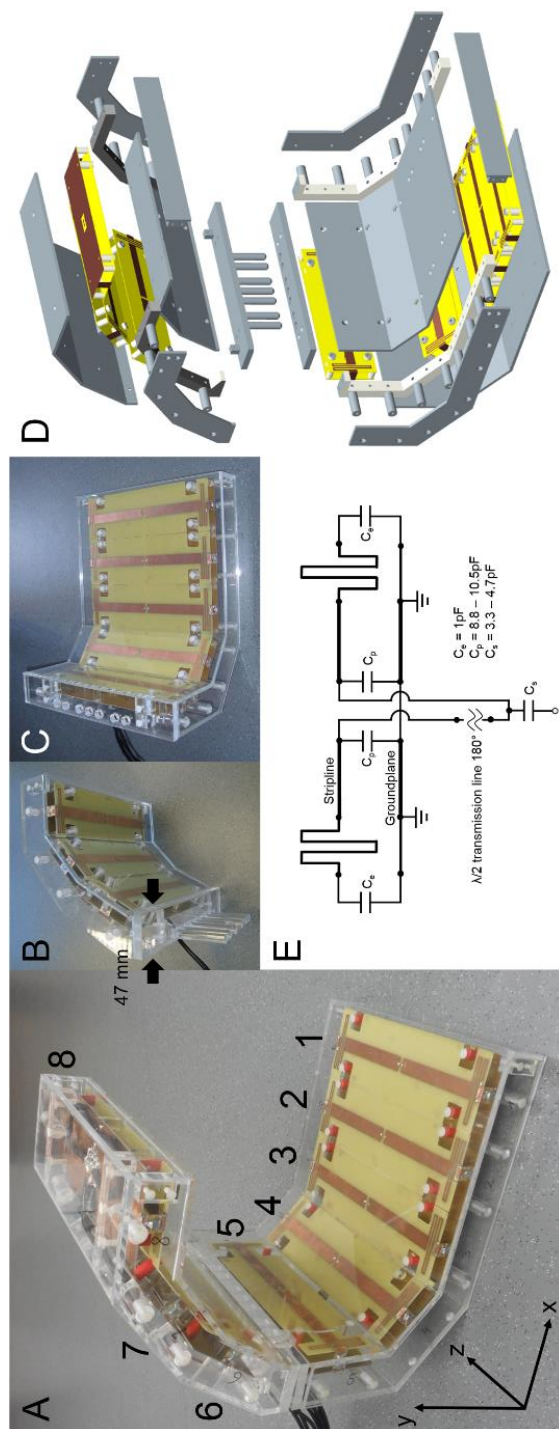 A
8
7
6
5
4
3
2
1
y
z
x
B
47 mm
C
D
E
Stripline
Groundplane
Ce
Cp
Cp
Ce
λ/2 transmission line 180°
Cs
Ce = 1pF
Cp = 8.8 – 10.5pF
Cs = 3.3 – 4.7pF